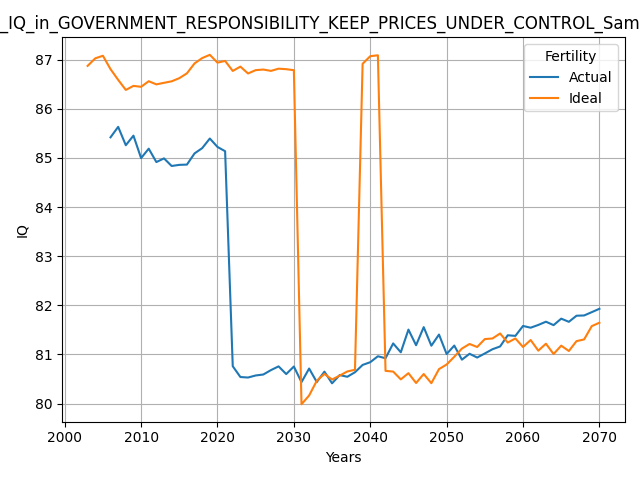 _IQ_in_GOVERNMENT_RESPONSIBILITY_KEEP_PRICES_UNDER_CONTROL_Sam
87
86
85
84
83
82
81
80
IQ
Fertility
Actual
Ideal
2000 2010 2020 2030 2040 2050 2060 2070
Years